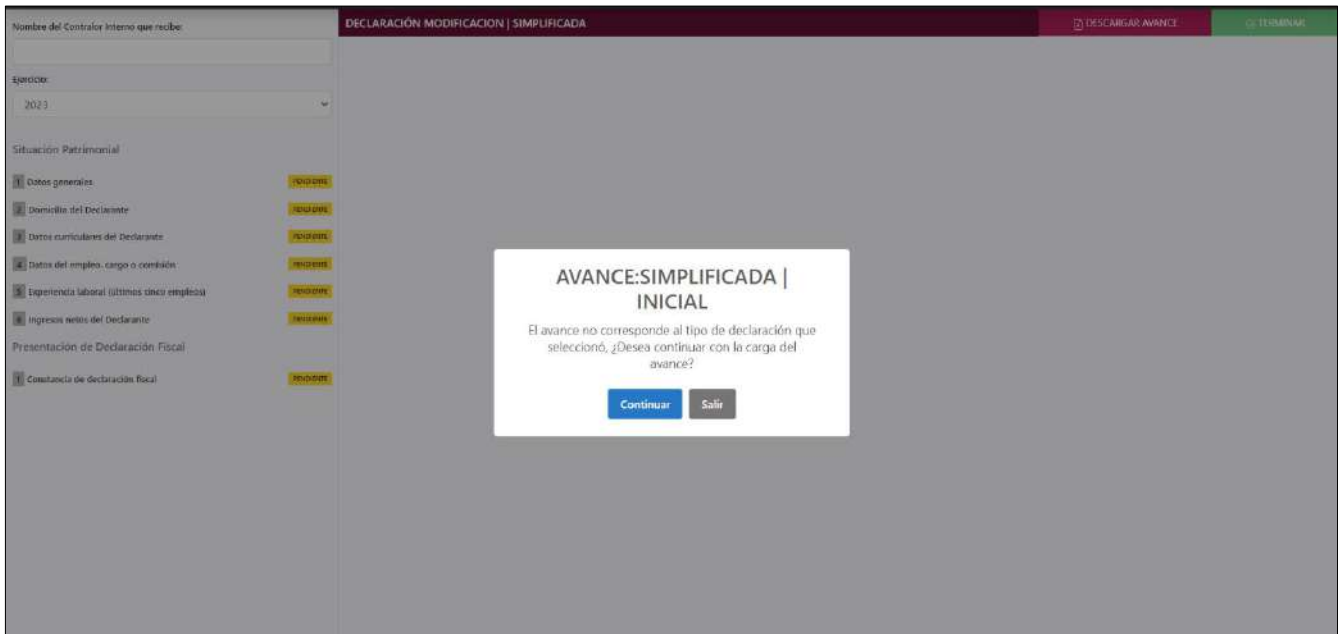 Nombre del Contralor Interno que recibe:
DECLARACIÓN MODIFICACION | SIMPLIFICADA
DESCARGAR AVANCE
TERMINAR
Ejercicio:
2023
Situación Patrimonial
1 Datos generales PENDIENTE
2 Domicilio del Declarante PENDIENTE
3 Datos curriculares del Declarante PENDIENTE
4 Datos del empleo, cargo o comisión PENDIENTE
5 Experiencia laboral (últimos cinco empleos) PENDIENTE
6 Ingresos netos del Declarante PENDIENTE
Presentación de Declaración Fiscal
1 Constancia de declaración fiscal PENDIENTE
AVANCE:SIMPLIFICADA |
INICIAL
El avance no corresponde al tipo de declaración que
seleccionó, ¿Desea continuar con la carga del
avance?
Continuar
Salir